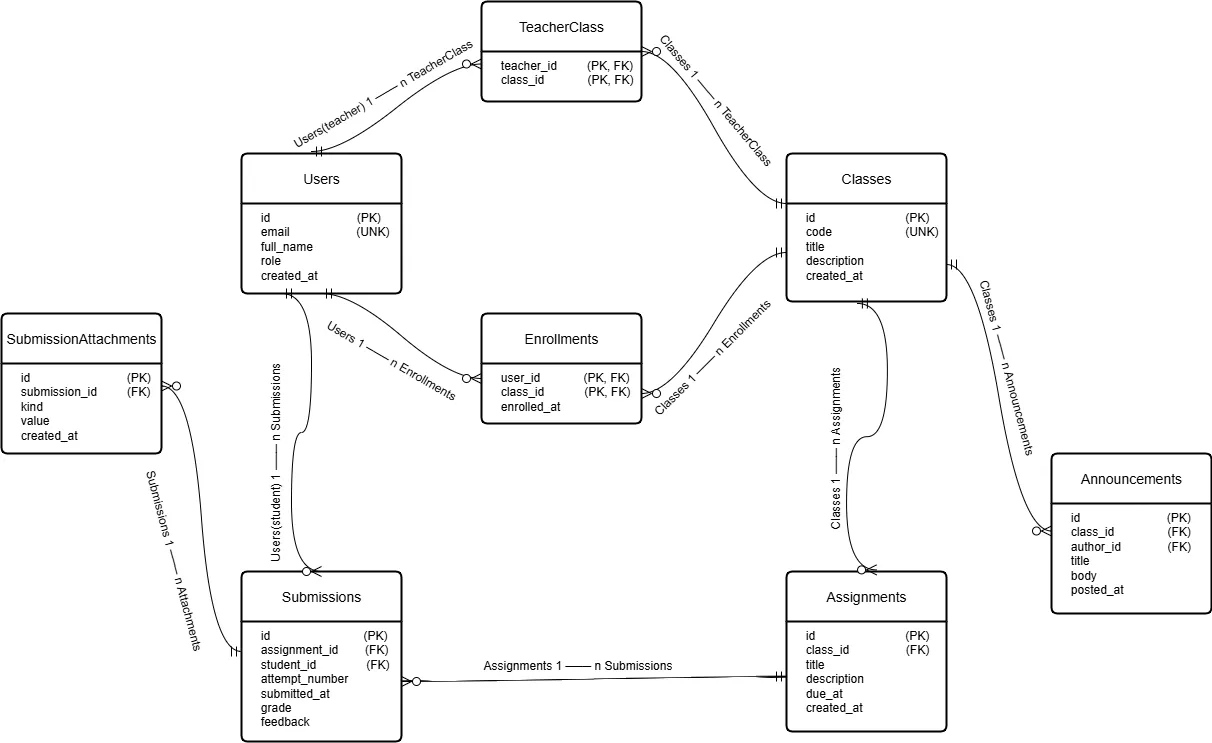 TeacherClass
teacher_id (PK, FK)
class_id (PK, FK)
Users(teacher) 1 —— n TeacherClass
Classes 1 —— n TeacherClass
Users
id (PK)
email (UNK)
full_name
role
created_at
Classes
id (PK)
code (UNK)
title
description
created_at
SubmissionAttachments
id (PK)
submission_id (FK)
kind
value
created_at
Users 1 —— n Enrollments
Enrollments
user_id (PK, FK)
class_id (PK, FK)
enrolled_at
Classes 1 —— n Enrollments
Classes 1 —— n Announcements
Users(student) 1 —— n Submissions
Classes 1 —— n Assignments
Submissions 1 —— n Attachments
Announcements
id (PK)
class_id (FK)
author_id (FK)
title
body
posted_at
Submissions
id (PK)
assignment_id (FK)
student_id (FK)
attempt_number
submitted_at
grade
feedback
Assignments 1 —— n Submissions
Assignments
id (PK)
class_id (FK)
title
description
due_at
created_at